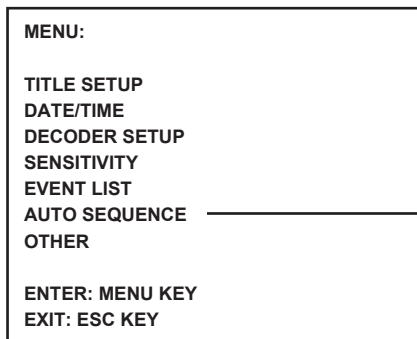 MENU:
TITLE SETUP
DATE/TIME
DECODER SETUP
SENSITIVITY
EVENT LIST
AUTO SEQUENCE
OTHER
ENTER: MENU KEY
EXIT: ESC KEY